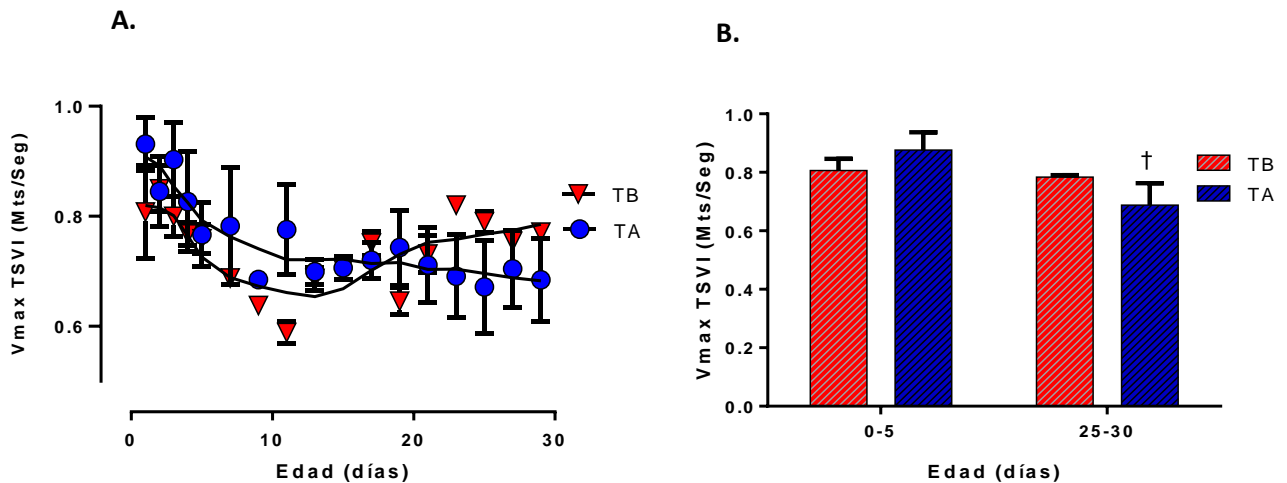 A.
Vmax TSVI (Mts/Seg)
1.0
0.8
0.6
0
10
20
30
Edad (días)
TB
TA
B.
Vmax TSVI (Mts/Seg)
1.0
0.8
0.6
0.4
0.2
0.0
†
0-5
25-30
Edad (días)
TB
TA